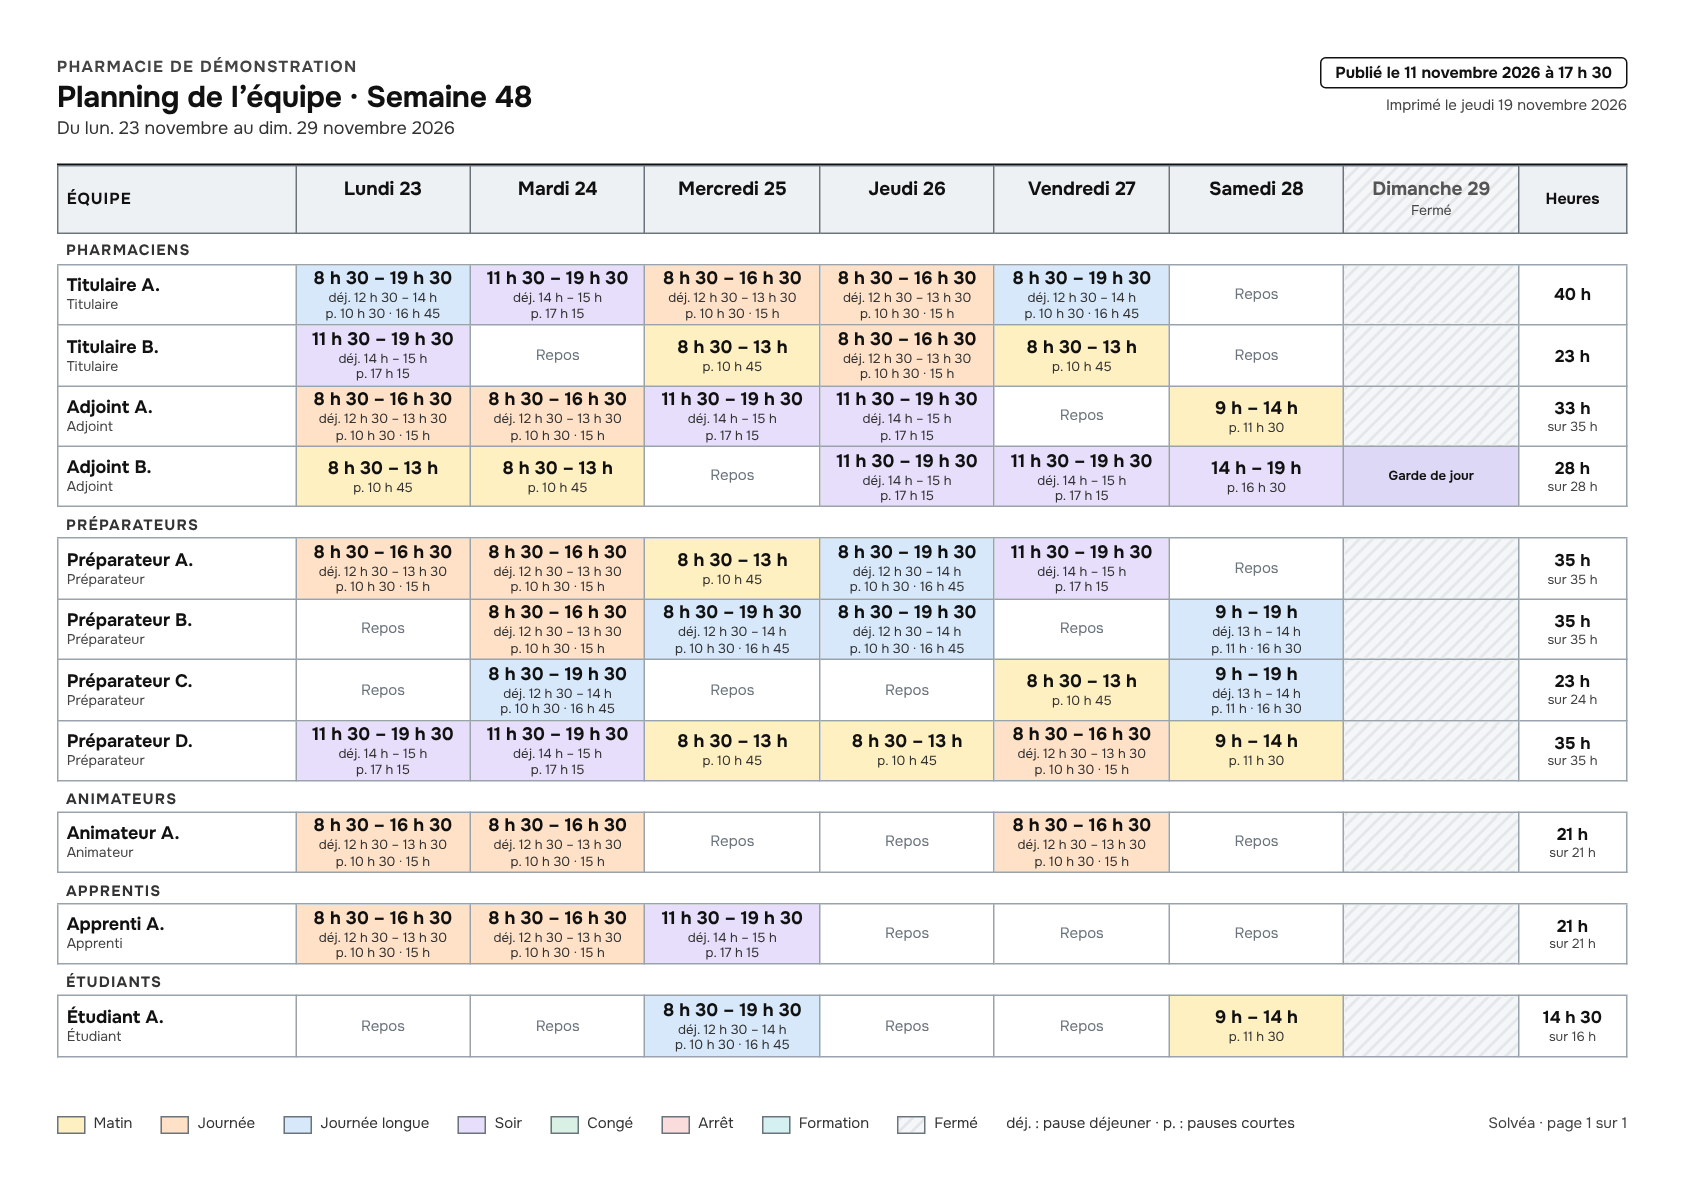 PHARMACIE DE DÉMONSTRATION
Planning de l’équipe · Semaine 48
Du lun. 23 novembre au dim. 29 novembre 2026
Publié le 11 novembre 2026 à 17 h 30
Imprimé le jeudi 19 novembre 2026
ÉQUIPE Lundi 23 Mardi 24 Mercredi 25 Jeudi 26 Vendredi 27 Samedi 28 Dimanche 29 Heures
Fermé
PHARMACIENS
Titulaire A. 8 h 30 – 19 h 30 11 h 30 – 19 h 30 8 h 30 – 16 h 30 8 h 30 – 16 h 30 8 h 30 – 19 h 30 Repos 40 h
Titulaire déj. 12 h 30 – 14 h déj. 14 h – 15 h déj. 12 h 30 – 13 h 30 déj. 12 h 30 – 13 h 30 déj. 12 h 30 – 14 h
p. 10 h 30 · 16 h 45 p. 17 h 15 p. 10 h 30 · 15 h p. 10 h 30 · 15 h p. 10 h 30 · 16 h 45
Titulaire B. 11 h 30 – 19 h 30 Repos 8 h 30 – 13 h 8 h 30 – 16 h 30 8 h 30 – 13 h Repos 23 h
Titulaire déj. 14 h – 15 h p. 10 h 45 déj. 12 h 30 – 13 h 30 p. 10 h 45
p. 17 h 15 p. 10 h 30 · 15 h
Adjoint A. 8 h 30 – 16 h 30 8 h 30 – 16 h 30 11 h 30 – 19 h 30 11 h 30 – 19 h 30 Repos 9 h – 14 h 33 h
Adjoint déj. 12 h 30 – 13 h 30 déj. 12 h 30 – 13 h 30 déj. 14 h – 15 h déj. 14 h – 15 h p. 11 h 30 sur 35 h
p. 10 h 30 · 15 h p. 10 h 30 · 15 h p. 17 h 15 p. 17 h 15
Adjoint B. 8 h 30 – 13 h 8 h 30 – 13 h Repos 11 h 30 – 19 h 30 11 h 30 – 19 h 30 14 h – 19 h Garde de jour 28 h
Adjoint p. 10 h 45 p. 10 h 45 déj. 14 h – 15 h déj. 14 h – 15 h p. 16 h 30 sur 28 h
p. 17 h 15 p. 17 h 15
PRÉPARATEURS
Préparateur A. 8 h 30 – 16 h 30 8 h 30 – 16 h 30 8 h 30 – 13 h 8 h 30 – 19 h 30 11 h 30 – 19 h 30 Repos 35 h
Préparateur déj. 12 h 30 – 13 h 30 déj. 12 h 30 – 13 h 30 p. 10 h 45 déj. 12 h 30 – 14 h déj. 14 h – 15 h sur 35 h
p. 10 h 30 · 15 h p. 10 h 30 · 15 h p. 10 h 30 · 16 h 45 p. 17 h 15
Préparateur B. Repos 8 h 30 – 16 h 30 8 h 30 – 19 h 30 8 h 30 – 19 h 30 Repos 9 h – 19 h 35 h
Préparateur déj. 12 h 30 – 13 h 30 déj. 12 h 30 – 14 h déj. 12 h 30 – 14 h déj. 13 h – 14 h sur 35 h
p. 10 h 30 · 15 h p. 10 h 30 · 16 h 45 p. 10 h 30 · 16 h 45 p. 11 h · 16 h 30
Préparateur C. Repos 8 h 30 – 19 h 30 Repos Repos 8 h 30 – 13 h 9 h – 19 h 23 h
Préparateur déj. 12 h 30 – 14 h p. 10 h 45 déj. 13 h – 14 h sur 24 h
p. 10 h 30 · 16 h 45 p. 11 h · 16 h 30
Préparateur D. 11 h 30 – 19 h 30 11 h 30 – 19 h 30 8 h 30 – 13 h 8 h 30 – 13 h 8 h 30 – 16 h 30 9 h – 14 h 35 h
Préparateur déj. 14 h – 15 h déj. 14 h – 15 h p. 10 h 45 p. 10 h 45 déj. 12 h 30 – 13 h 30 p. 11 h 30 sur 35 h
p. 17 h 15 p. 17 h 15 p. 10 h 30 · 15 h
ANIMATEURS
Animateur A. 8 h 30 – 16 h 30 8 h 30 – 16 h 30 Repos Repos 8 h 30 – 16 h 30 Repos 21 h
Animateur déj. 12 h 30 – 13 h 30 déj. 12 h 30 – 13 h 30 déj. 12 h 30 – 13 h 30 sur 21 h
p. 10 h 30 · 15 h p. 10 h 30 · 15 h p. 10 h 30 · 15 h
APPRENTIS
Apprenti A. 8 h 30 – 16 h 30 8 h 30 – 16 h 30 11 h 30 – 19 h 30 Repos Repos Repos 21 h
Apprenti déj. 12 h 30 – 13 h 30 déj. 12 h 30 – 13 h 30 déj. 14 h – 15 h sur 21 h
p. 10 h 30 · 15 h p. 10 h 30 · 15 h p. 17 h 15
ÉTUDIANTS
Étudiant A. Repos Repos 8 h 30 – 19 h 30 Repos Repos 9 h – 14 h 14 h 30
Étudiant déj. 12 h 30 – 14 h p. 11 h 30 sur 16 h
p. 10 h 30 · 16 h 45
Matin Journée Journée longue Soir Congé Arrêt Formation Fermé déj. : pause déjeuner · p. : pauses courtes Solvéa · page 1 sur 1